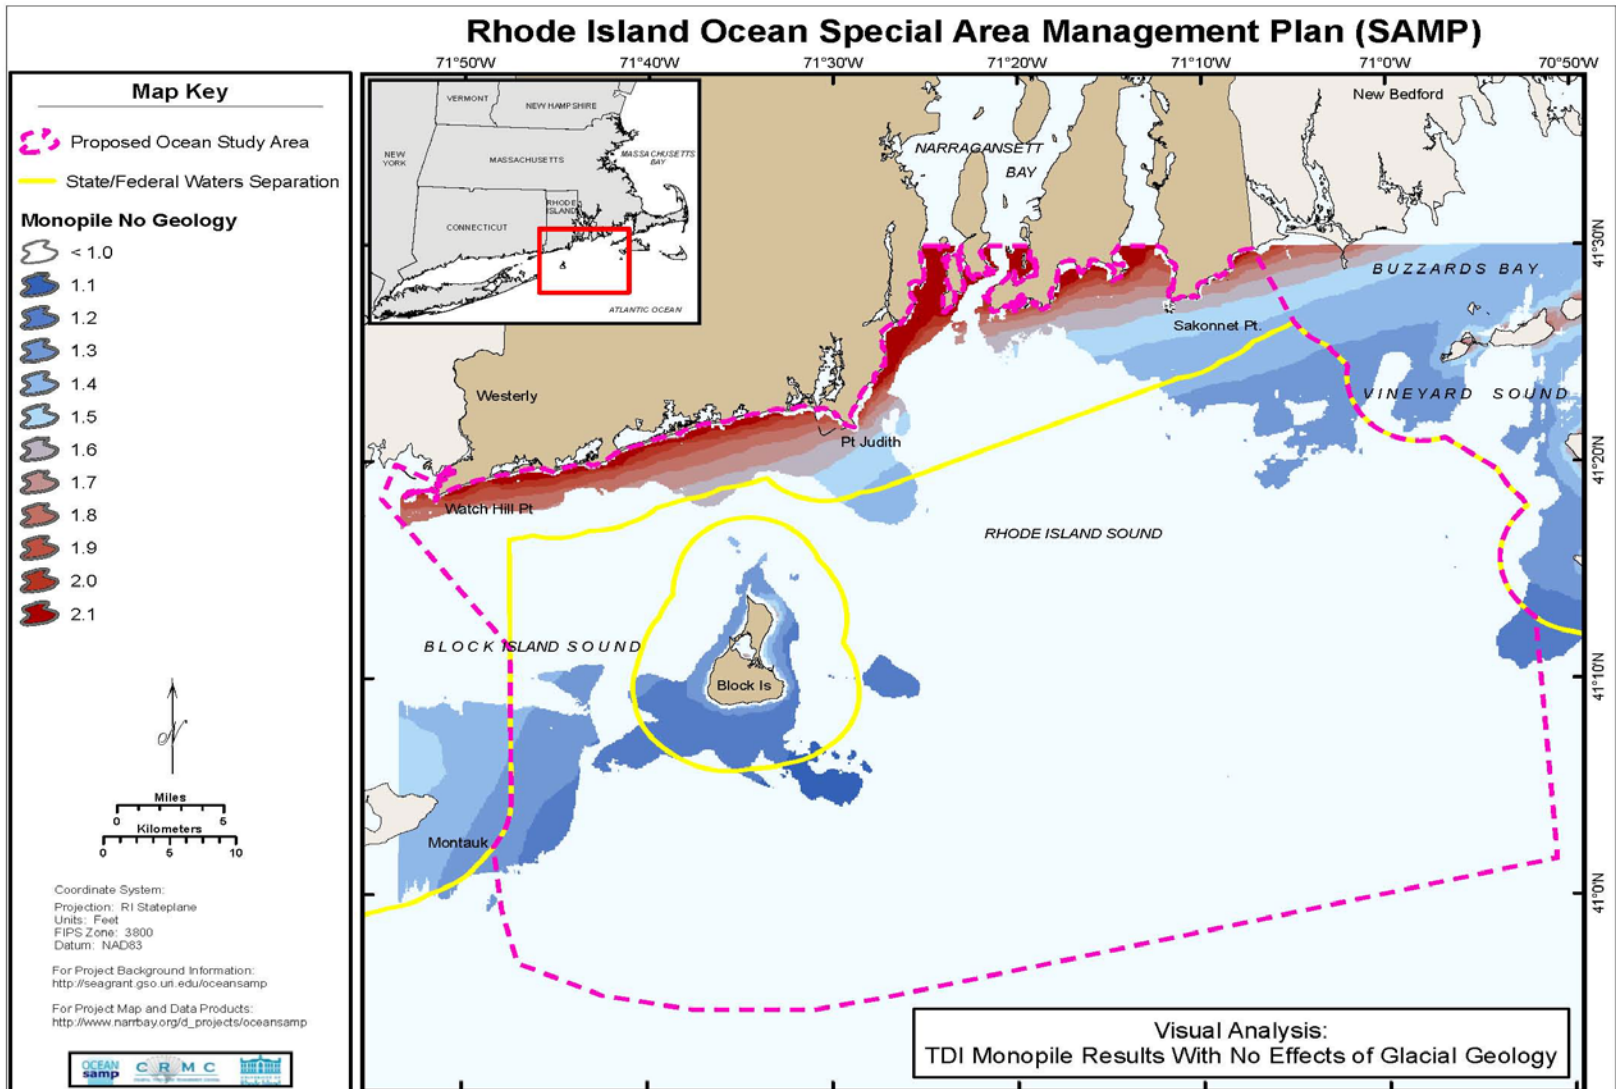 Rhode Island Ocean Special Area Management Plan (SAMP)
71°50'W
71°40'W
71°30'W
71°20'W
71°10'W
71°0'W
70°50'W
Map Key
Proposed Ocean Study Area
State/Federal Waters Separation
Monopile No Geology
< 1.0
1.1
1.2
1.3
1.4
1.5
1.6
1.7
1.8
1.9
2.0
2.1
N
Miles
0 5
Kilometers
0 5 10
Coordinate System:
Projection: RI Stateplane
Units: Feet
FIPS Zone: 3800
Datum: NAD83
For Project Background Information:
http://seagrant.gso.uri.edu/oceansamp
For Project Map and Data Products:
http://www.narrbay.org/d_projects/oceansamp
OCEAN
samp
CRMC
VERMONT
NEW HAMPSHIRE
NEW
YORK
MASSACHUSETTS
MASSACHUSETTS
BAY
RHODE
ISLAND
CONNECTICUT
ATLANTIC OCEAN
New Bedford
NARRAGANSETT
BAY
41°30'N
BUZZARDS BAY
Sakonnet Pt.
Westerly
VINEYARD SOUND
Pt Judith
41°20'N
Watch Hill Pt
RHODE ISLAND SOUND
BLOCK ISLAND SOUND
Block Is
41°10'N
Montauk
41°0'N
Visual Analysis:
TDI Monopile Results With No Effects of Glacial Geology